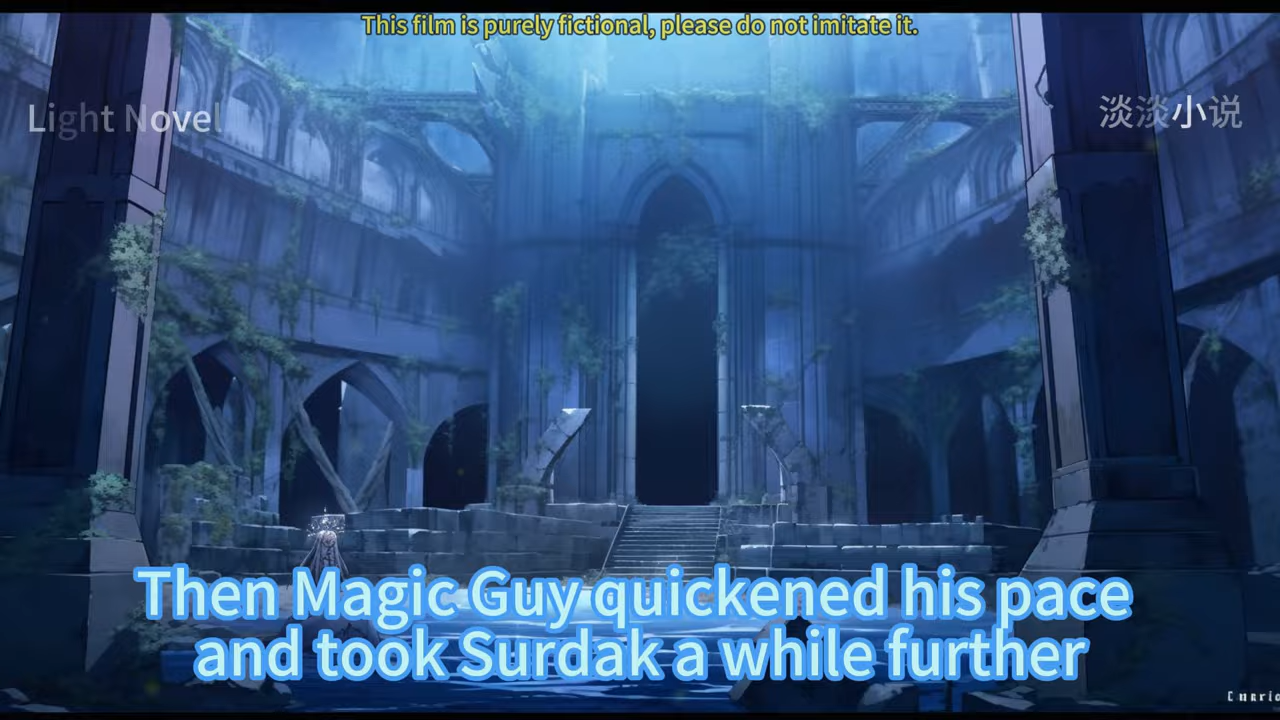 This film is purely fictional, please do not imitate it.
Light Novel
淡淡小说
Then Magic Guy quickened his pace
and took Surdak a while further